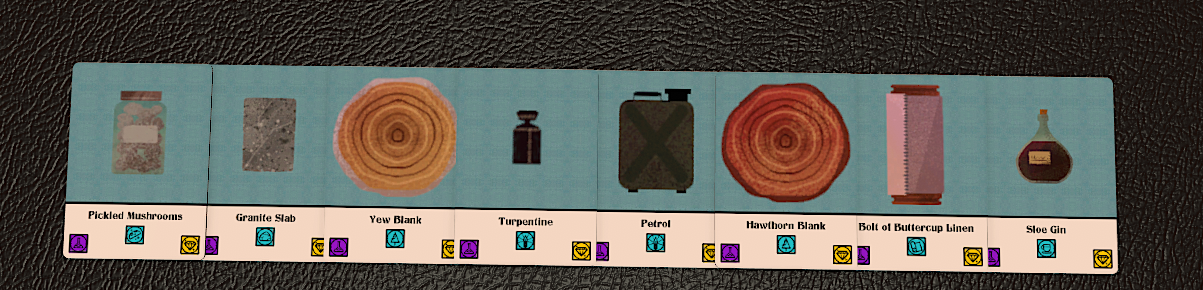 Pickled Mushrooms
Granite Slab
Yew Blank
Turpentine
Petrol
Hawthorn Blank
Bolt of Buttercup Linen
Sloe Gin